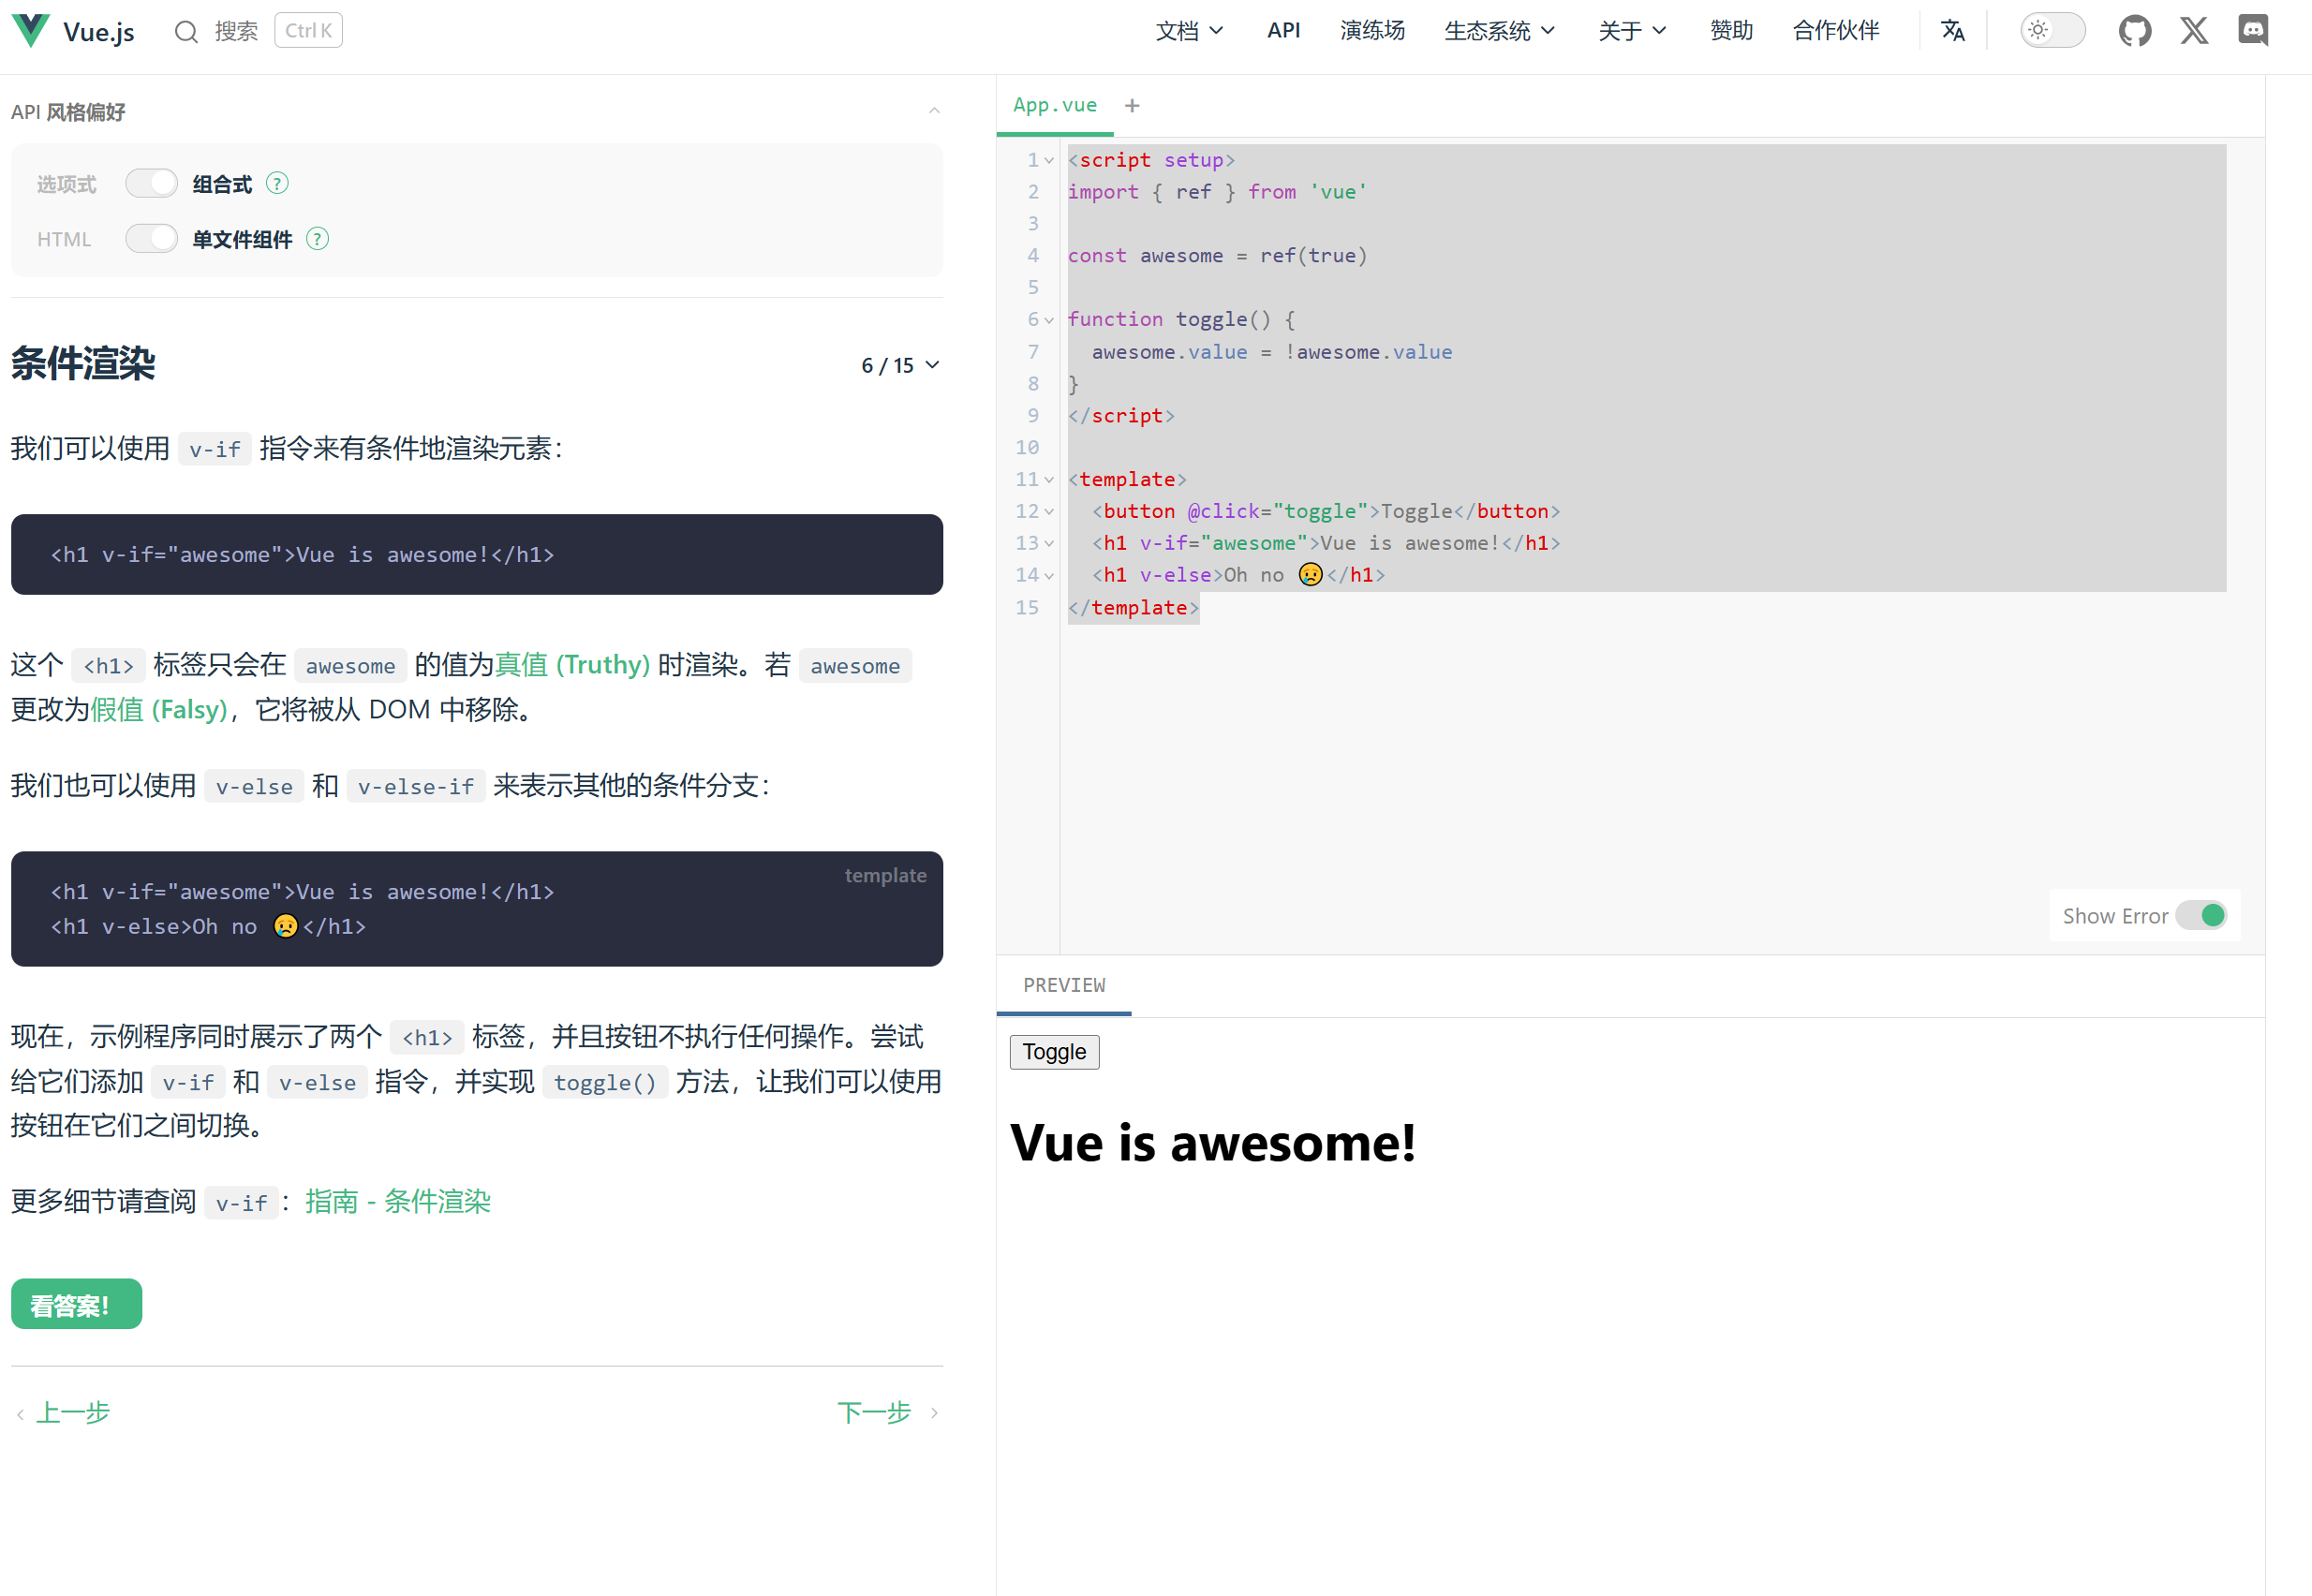 Vue.js 搜索 Ctrl K 文档 API 演练场 生态系统 关于 赞助 合作伙伴
API 风格偏好
选项式 组合式 ?
HTML 单文件组件 ?
条件渲染 6 / 15
我们可以使用 v-if 指令来有条件地渲染元素：
<h1 v-if="awesome">Vue is awesome!</h1>
这个 <h1> 标签只会在 awesome 的值为真值 (Truthy) 时渲染。若 awesome
更改为假值 (Falsy)，它将被从 DOM 中移除。
我们也可以使用 v-else 和 v-else-if 来表示其他的条件分支：
template
<h1 v-if="awesome">Vue is awesome!</h1>
<h1 v-else>Oh no 😢</h1>
现在，示例程序同时展示了两个 <h1> 标签，并且按钮不执行任何操作。尝试
给它们添加 v-if 和 v-else 指令，并实现 toggle() 方法，让我们可以使用
按钮在它们之间切换。
更多细节请查阅 v-if：指南 - 条件渲染
看答案!
上一步 下一步
App.vue +
1 <script setup>
2 import { ref } from 'vue'
3
4 const awesome = ref(true)
5
6 function toggle() {
7   awesome.value = !awesome.value
8 }
9 </script>
10
11 <template>
12   <button @click="toggle">Toggle</button>
13   <h1 v-if="awesome">Vue is awesome!</h1>
14   <h1 v-else>Oh no 😢</h1>
15 </template>
Show Error
PREVIEW
Toggle
Vue is awesome!